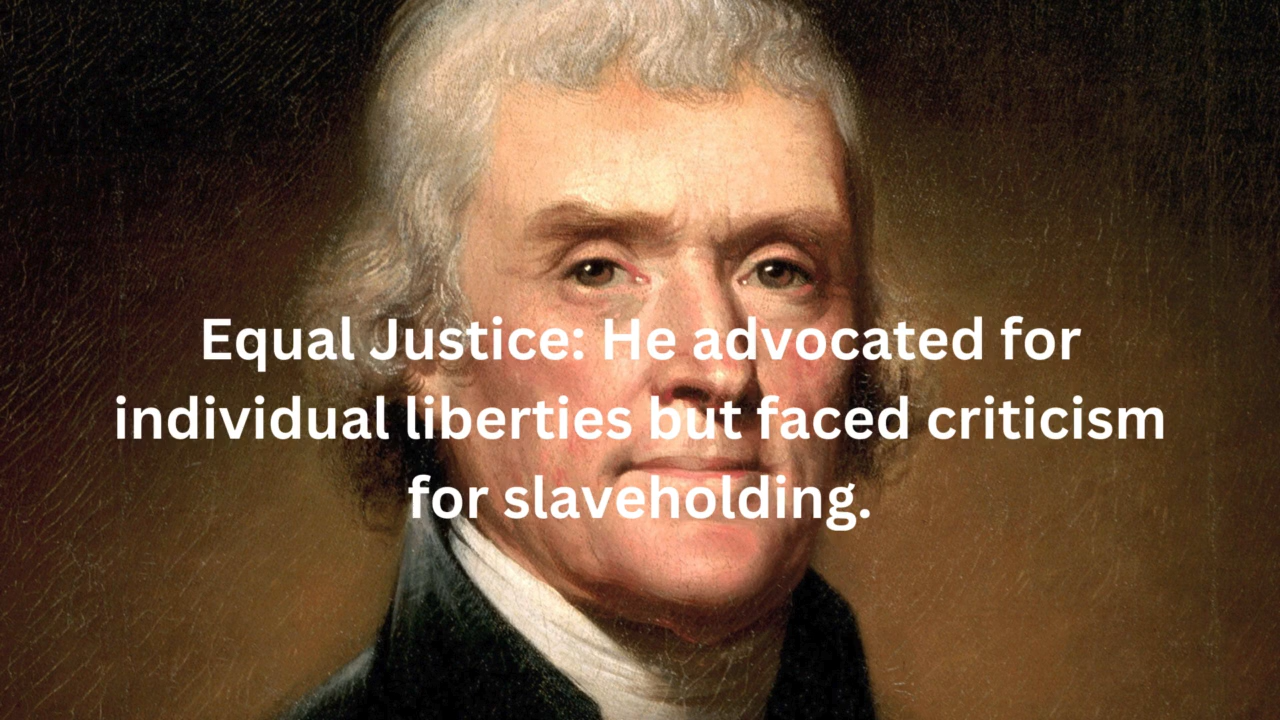 Equal Justice: He advocated for
individual liberties but faced criticism
for slaveholding.